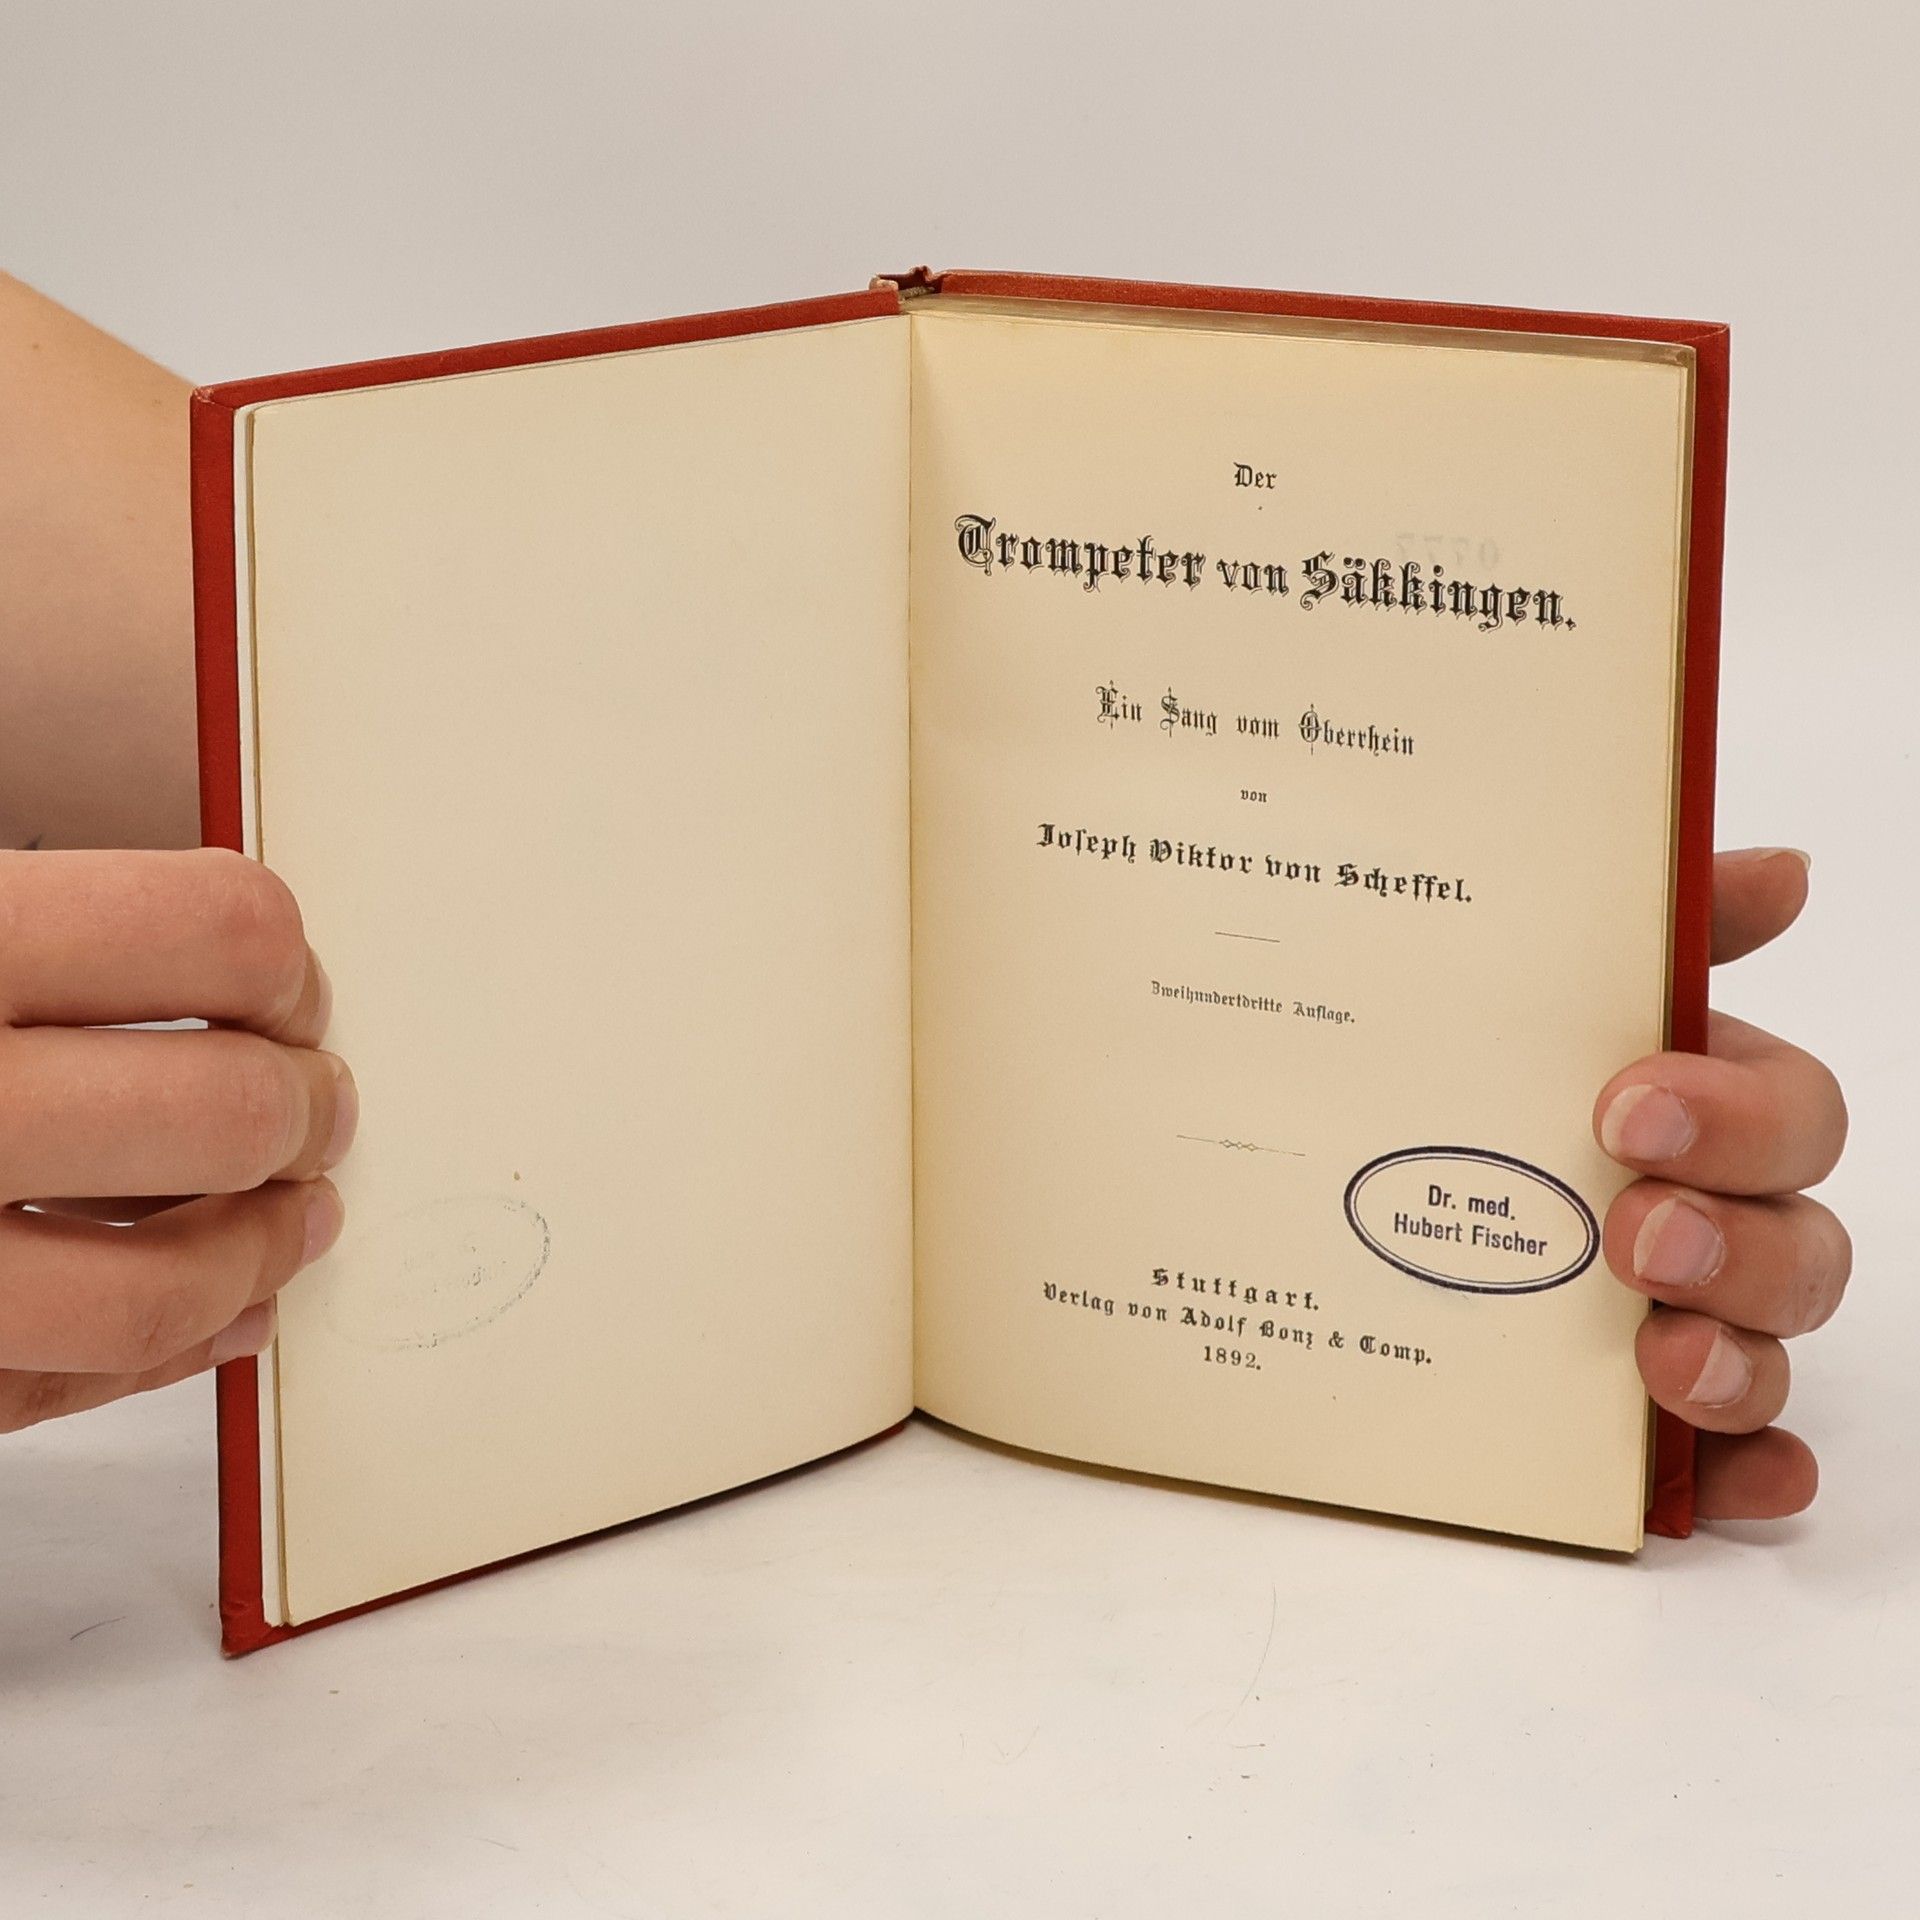 Der
Trompeter von Säkkingen.
Ein Sang vom Oberrhein
von
Joseph Viktor von Scheffel.
Zweihundertdritte Auflage.
Dr. med.
Hubert Fischer
Stuttgart.
Verlag von Adolf Bonz & Comp.
1892.